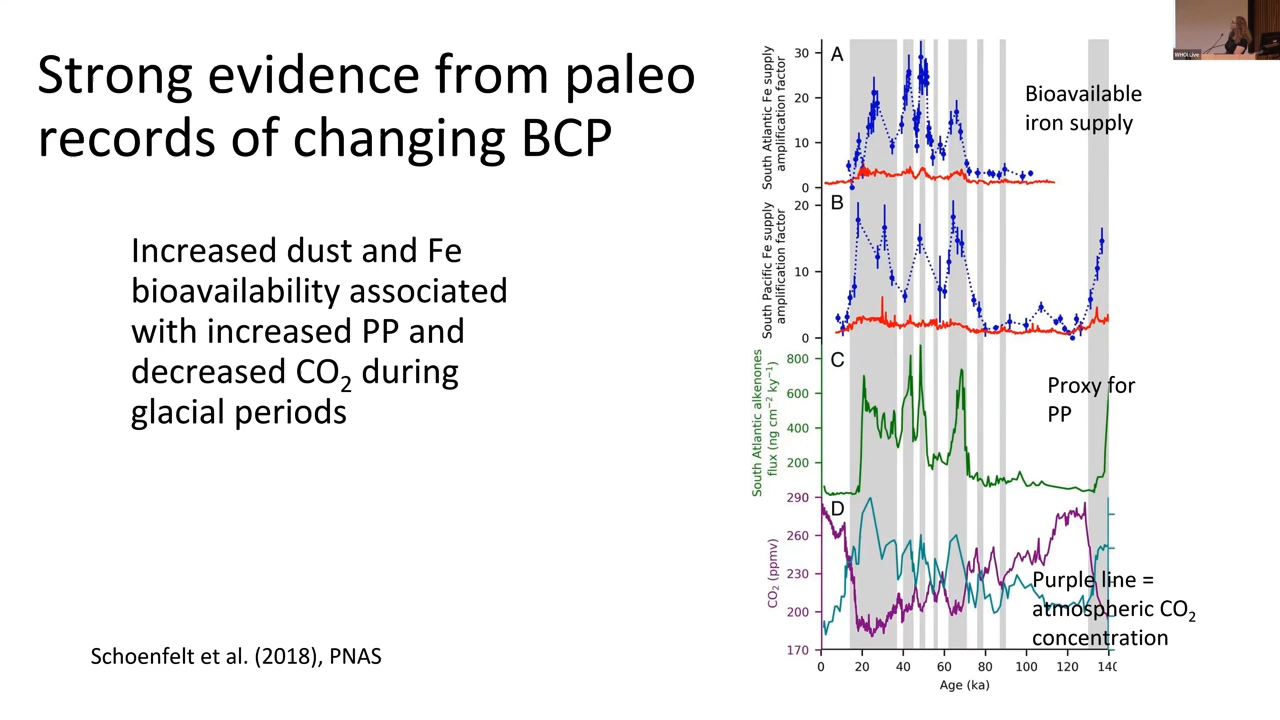 Strong evidence from paleo
records of changing BCP
Increased dust and Fe
bioavailability associated
with increased PP and
decreased CO₂ during
glacial periods
Schoenfelt et al. (2018), PNAS
A
South Atlantic Fe supply
amplification factor
30
20
10
0
Bioavailable
iron supply
B
South Pacific Fe supply
amplification factor
20
10
0
C
South Atlantic alkenones
flux (ng cm⁻² ky⁻¹)
800
600
400
200
Proxy for
PP
D
CO₂ (ppmv)
290
260
230
200
170
Purple line =
atmospheric CO₂
concentration
0 20 40 60 80 100 120 14
Age (ka)
WHOI Live